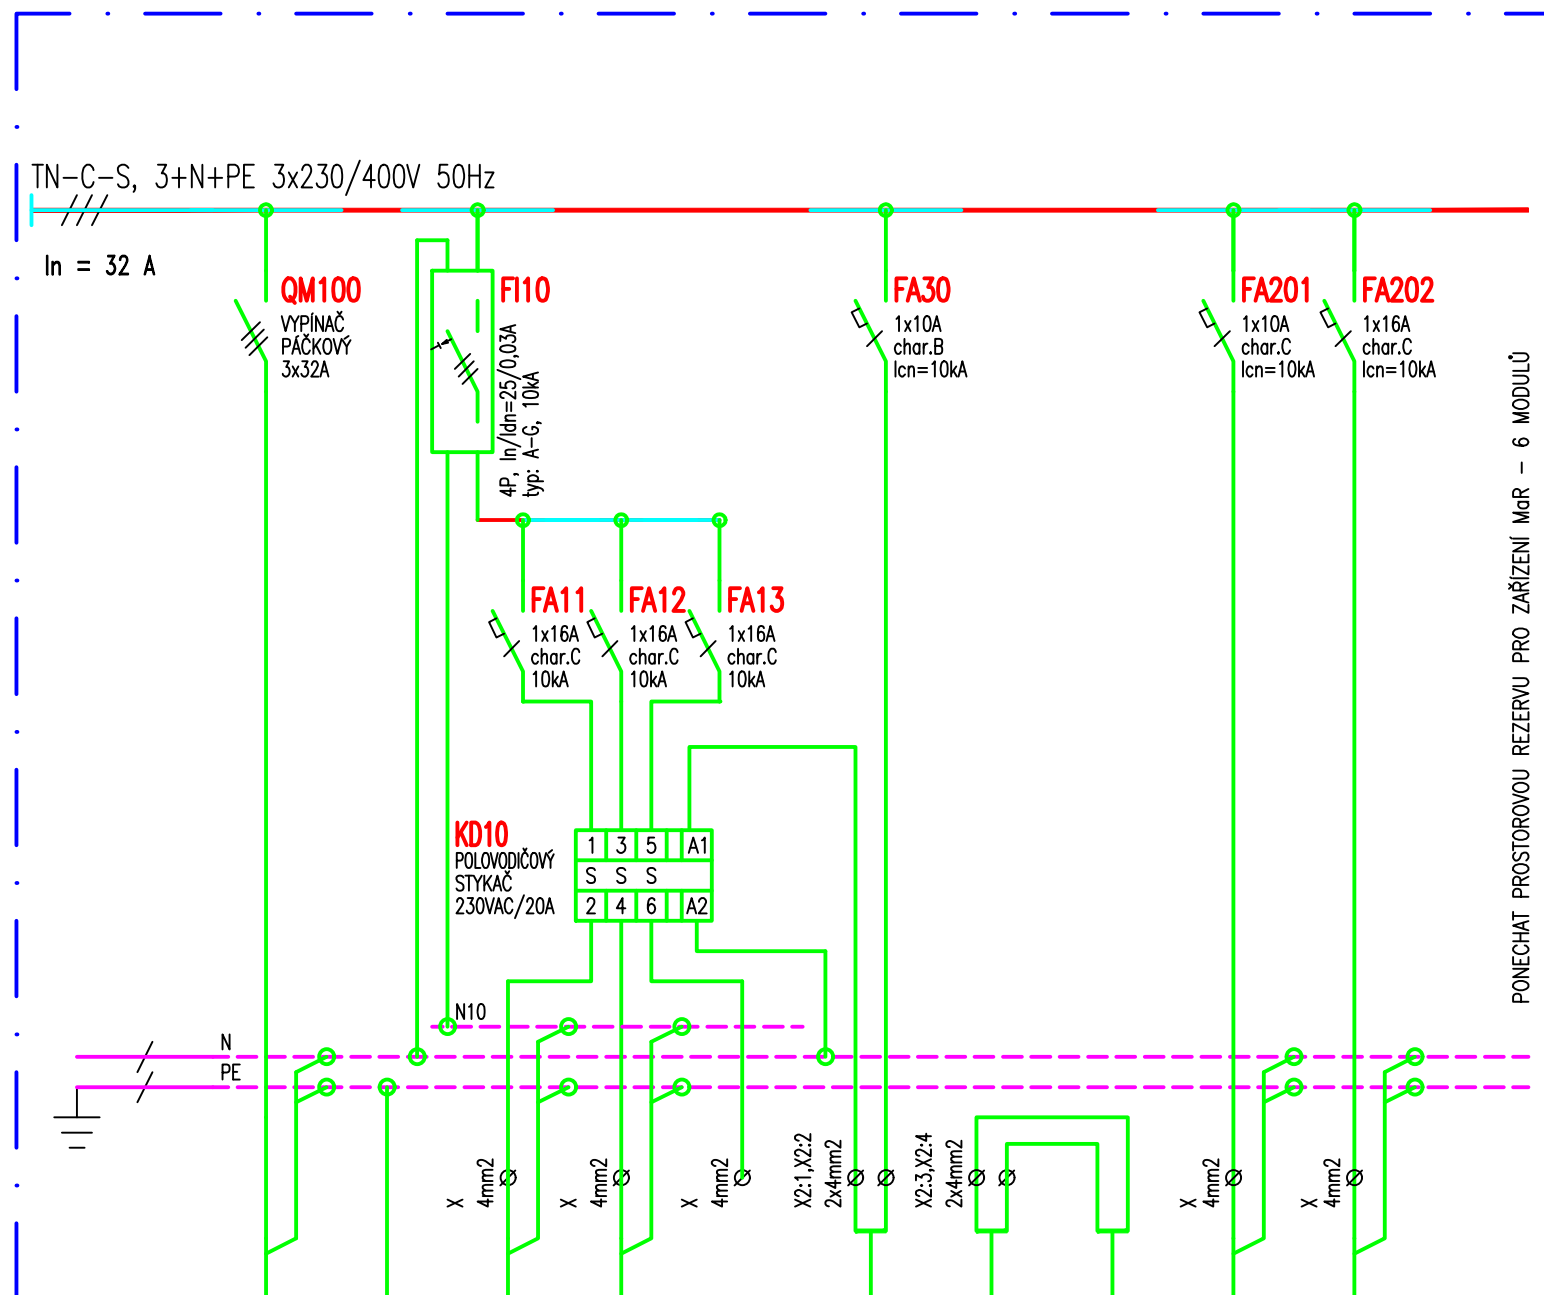 TN-C-S, 3+N+PE 3x230/400V 50Hz
In = 32 A
QM100
VYPÍNAČ
PÁČKOVÝ
3x32A
FI10
4P, In/Idn=25/0,03A
typ: A-G, 10kA
FA30
1x10A
char.B
Icn=10kA
FA201
1x10A
char.C
Icn=10kA
FA202
1x16A
char.C
Icn=10kA
PONECHAT PROSTOROVOU REZERVU PRO ZAŘÍZENÍ MaR - 6 MODULŮ
FA11
1x16A
char.C
10kA
FA12
1x16A
char.C
10kA
FA13
1x16A
char.C
10kA
KD10
POLOVODIČOVÝ
STYKAČ
230VAC/20A
1 3 5 A1
S S S
2 4 6 A2
N10
N
PE
X
4mm2
X
4mm2
X
4mm2
X2:1,X2:2
2x4mm2
X2:3,X2:4
2x4mm2
X
4mm2
X
4mm2